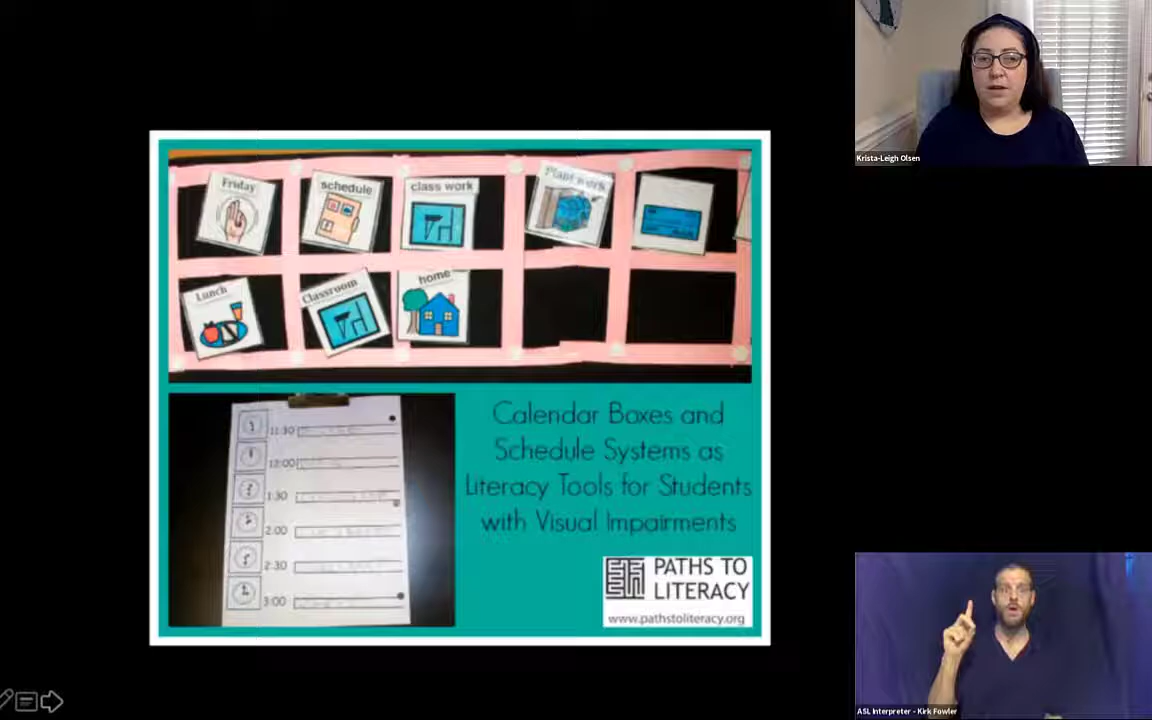 Krista-Leigh Olsen
Friday
schedule
class work
Plant work
Lunch
Classroom
home
11:30
12:00
1:30
2:00
2:30
3:00
Calendar Boxes and
Schedule Systems as
Literacy Tools for Students
with Visual Impairments
PATHS TO
LITERACY
www.pathstoliteracy.org
ASL Interpreter - Kirk Fowler